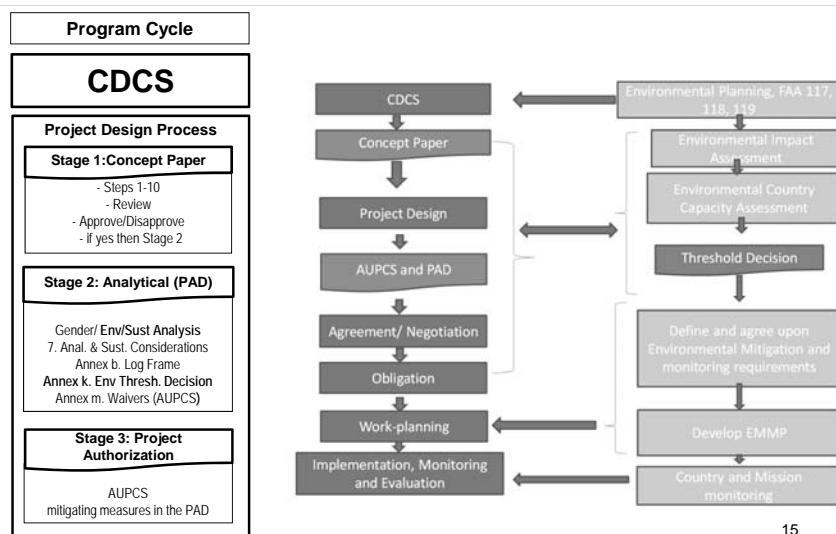 Program Cycle
CDCS
Project Design Process
Stage 1:Concept Paper
- Steps 1-10
- Review
- Approve/Disapprove
- if yes then Stage 2
Stage 2: Analytical (PAD)
Gender/ Env/Sust Analysis
7. Anal. & Sust. Considerations
Annex b. Log Frame
Annex k. Env Thresh. Decision
Annex m. Waivers (AUPCS)
Stage 3: Project
Authorization
AUPCS
mitigating measures in the PAD
CDCS
Concept Paper
Project Design
AUPCS and PAD
Agreement/ Negotiation
Obligation
Work-planning
Implementation, Monitoring
and Evaluation
Environmental Planning, FAA 117,
118, 119
Environmental Impact
Assessment
Environmental Country
Capacity Assessment
Threshold Decision
Define and agree upon
Environmental Mitigation and
monitoring requirements
Develop EMMP
Country and Mission
monitoring
15